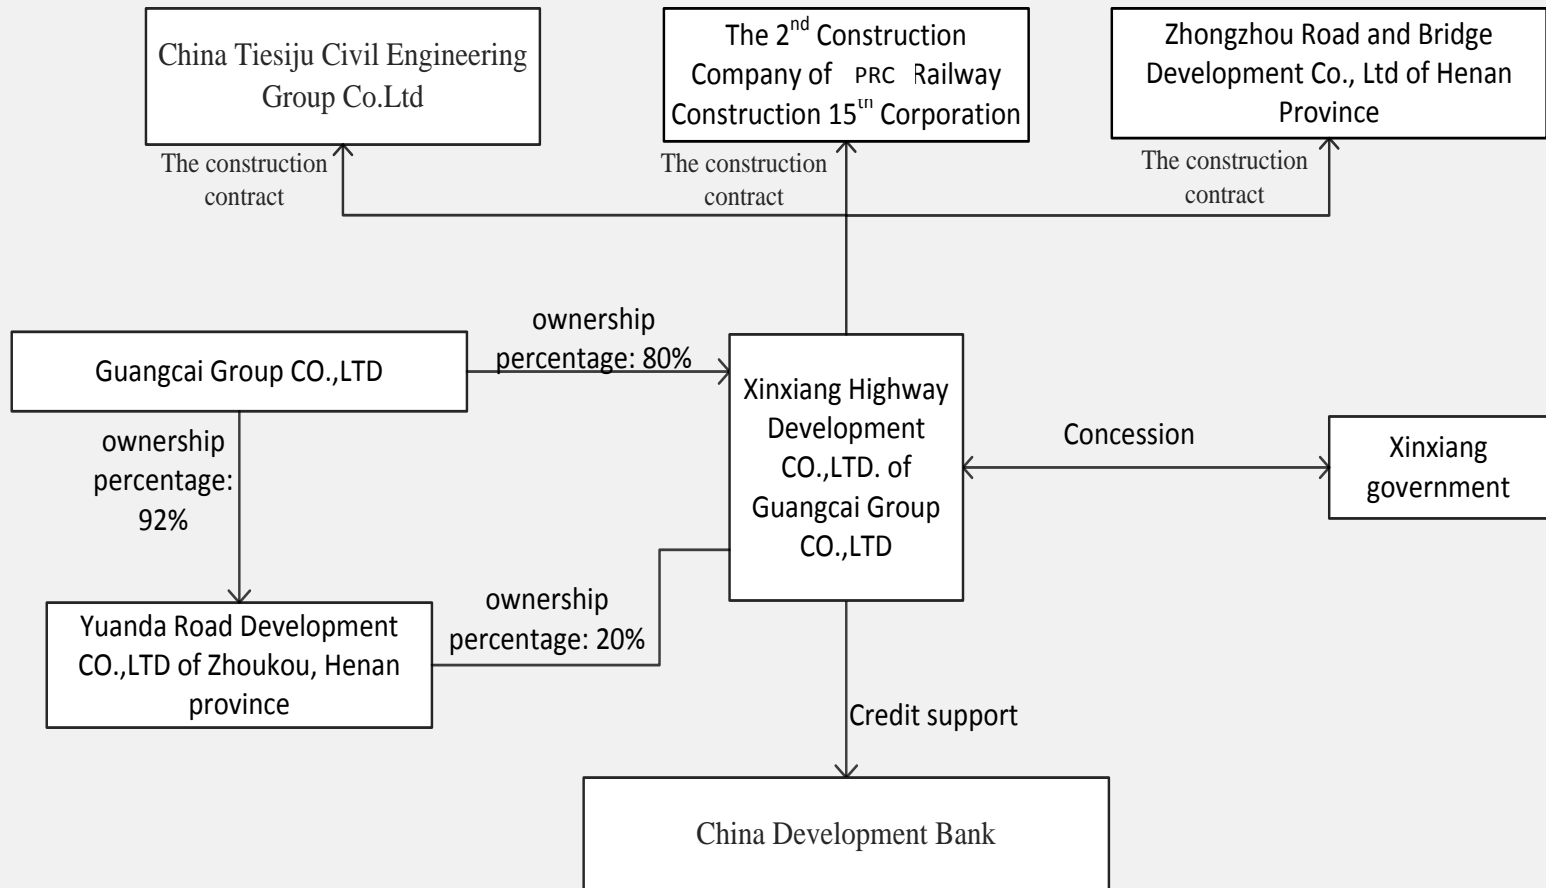 China Tiesiju Civil Engineering
Group Co.Ltd
The 2nd Construction
Company of PRC Railway
Construction 15th Corporation
Zhongzhou Road and Bridge
Development Co., Ltd of Henan
Province
The construction
contract
The construction
contract
The construction
contract
Guangcai Group CO.,LTD
ownership
percentage: 80%
Xinxiang Highway
Development
CO.,LTD. of
Guangcai Group
CO.,LTD
Concession
Xinxiang
government
ownership
percentage:
92%
Yuanda Road Development
CO.,LTD of Zhoukou, Henan
province
ownership
percentage: 20%
Credit support
China Development Bank